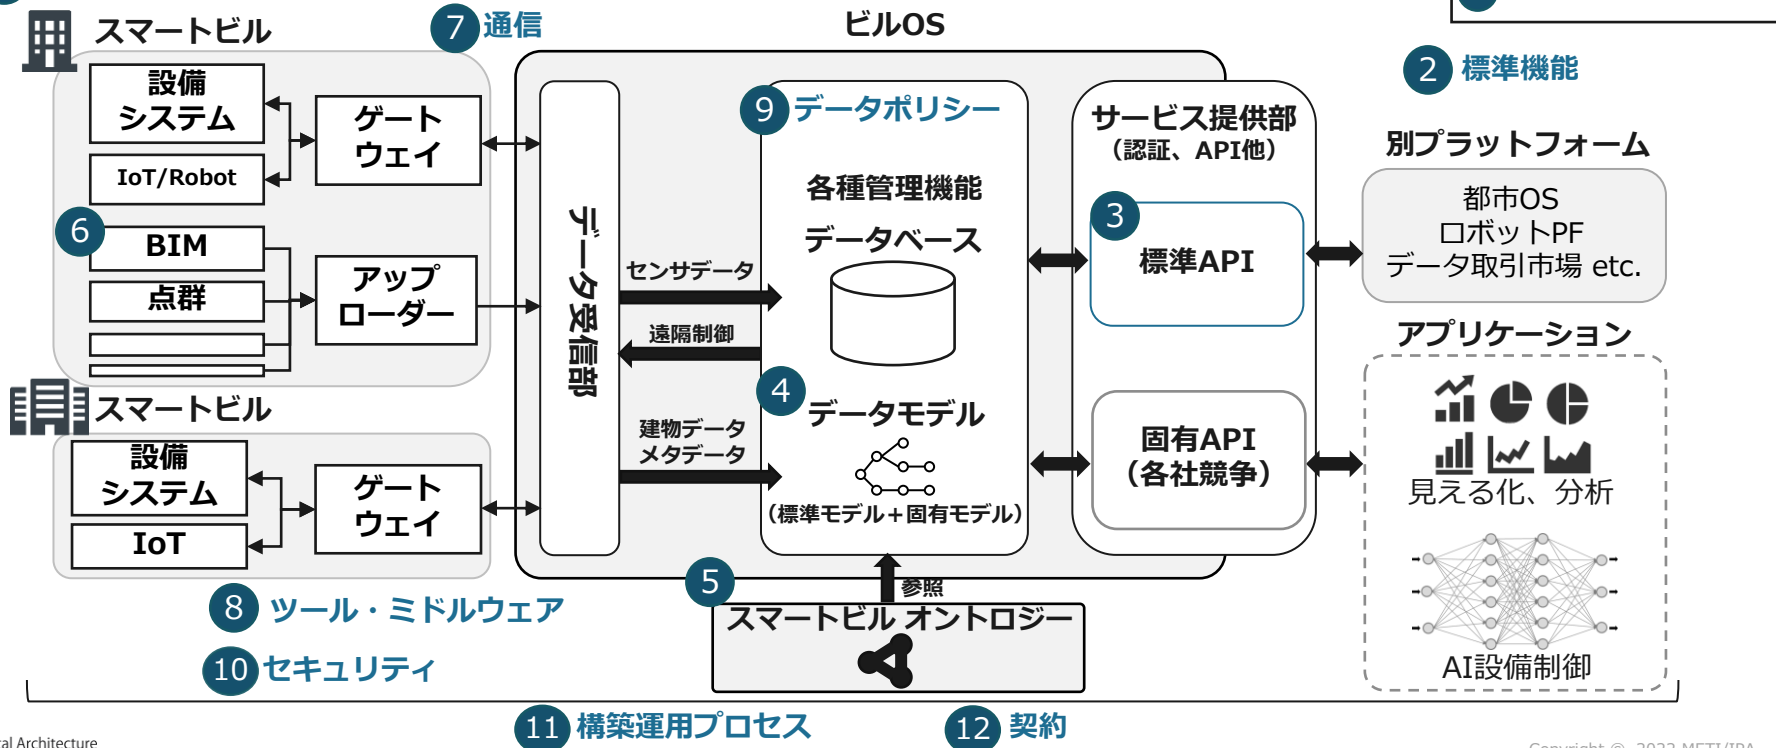 スマートビル
7 通信
ビルOS
2 標準機能
設備
システム
IoT/Robot
ゲート
ウェイ
6
BIM
点群
アップ
ローダー
データ受信部
センサデータ
遠隔制御
建物データ
メタデータ
9 データポリシー
各種管理機能
データベース
4
データモデル
(標準モデル+固有モデル)
サービス提供部
(認証、API他)
3
標準API
固有API
(各社競争)
別プラットフォーム
都市OS
ロボットPF
データ取引市場 etc.
アプリケーション
見える化、分析
AI設備制御
スマートビル
設備
システム
IoT
ゲート
ウェイ
5
参照
スマートビル オントロジー
8 ツール・ミドルウェア
10 セキュリティ
11 構築運用プロセス
12 契約
tal Architecture
Copyright © 2023 METI/IPA